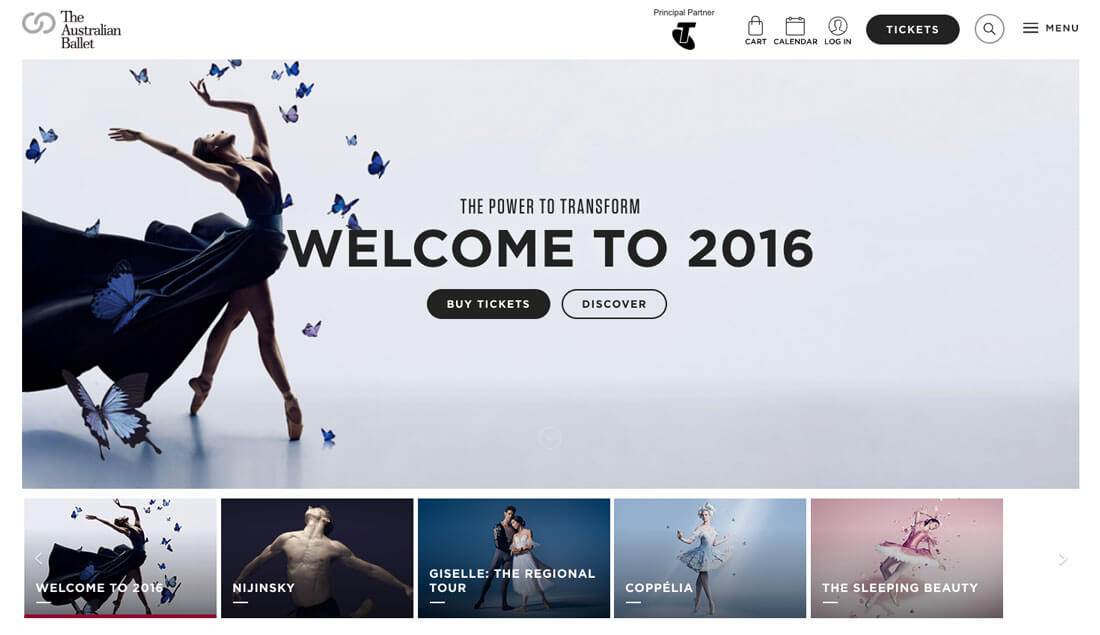 The
Australian
Ballet
Principal Partner
T
CART
CALENDAR
LOG IN
TICKETS
MENU
THE POWER TO TRANSFORM
WELCOME TO 2016
BUY TICKETS
DISCOVER
WELCOME TO 2016
NIJINSKY
GISELLE: THE REGIONAL
TOUR
COPPÉLIA
THE SLEEPING BEAUTY